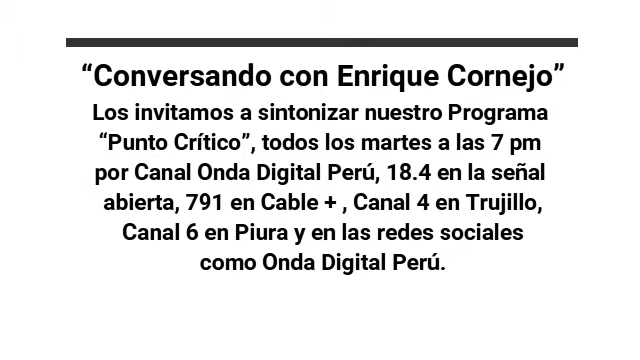 “Conversando con Enrique Cornejo”
Los invitamos a sintonizar nuestro Programa
“Punto Crítico”, todos los martes a las 7 pm
por Canal Onda Digital Perú, 18.4 en la señal
abierta, 791 en Cable + , Canal 4 en Trujillo,
Canal 6 en Piura y en las redes sociales
como Onda Digital Perú.